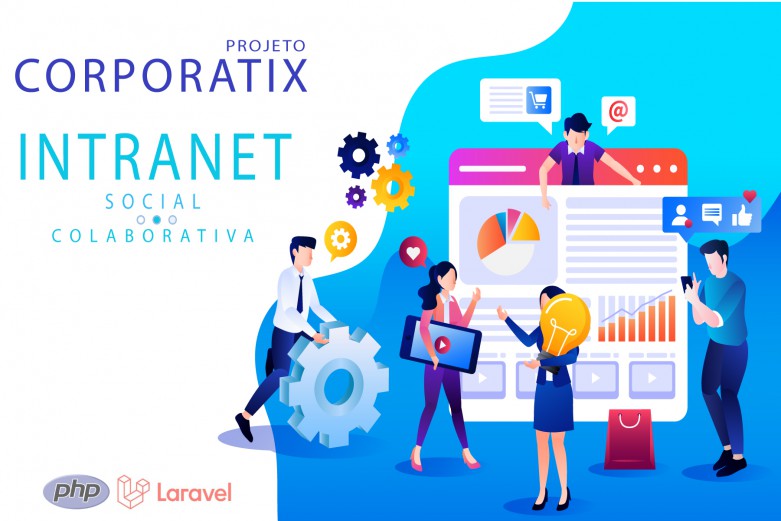 PROJETO
CORPORATIX
INTRANET
SOCIAL
COLABORATIVA
@
php
Laravel